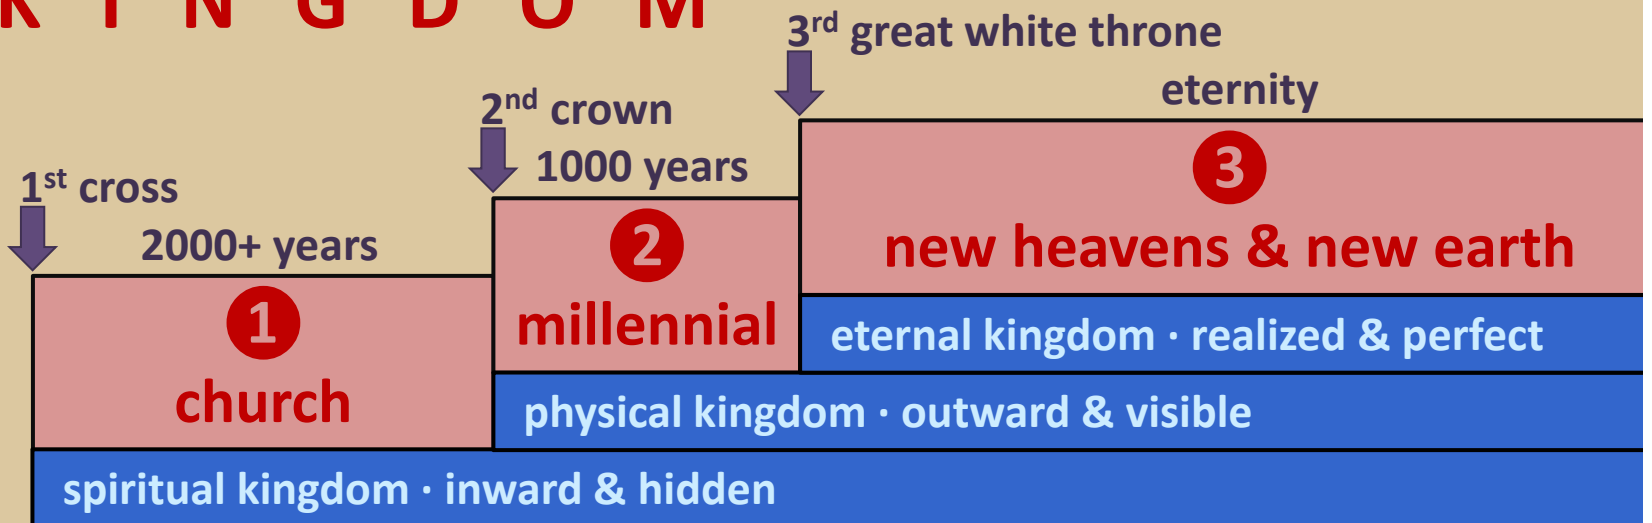 K I N G D O M
3rd great white throne
eternity
2nd crown
1000 years
1st cross
2000+ years
3
new heavens & new earth
2
millennial
1
church
eternal kingdom · realized & perfect
physical kingdom · outward & visible
spiritual kingdom · inward & hidden